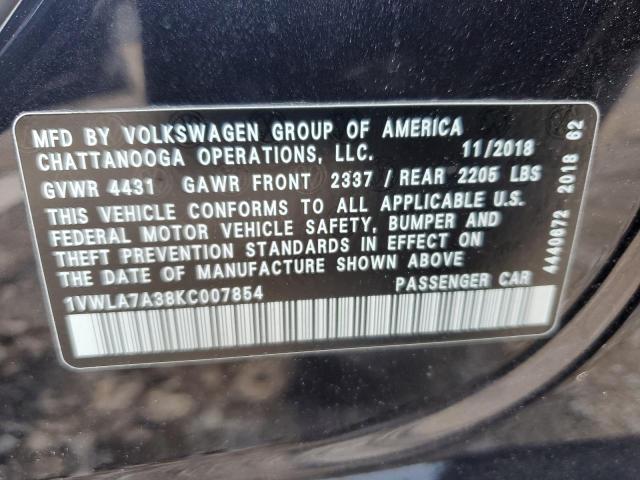 MFD BY VOLKSWAGEN GROUP OF AMERICA
CHATTANOOGA OPERATIONS, LLC. 11/2018
GVWR 4431 GAWR FRONT 2337 / REAR 2205 LBS
THIS VEHICLE CONFORMS TO ALL APPLICABLE U.S.
FEDERAL MOTOR VEHICLE SAFETY, BUMPER AND
THEFT PREVENTION STANDARDS IN EFFECT ON
THE DATE OF MANUFACTURE SHOWN ABOVE
1VWLA7A38KC007854 PASSENGER CAR
4440672 2018 62